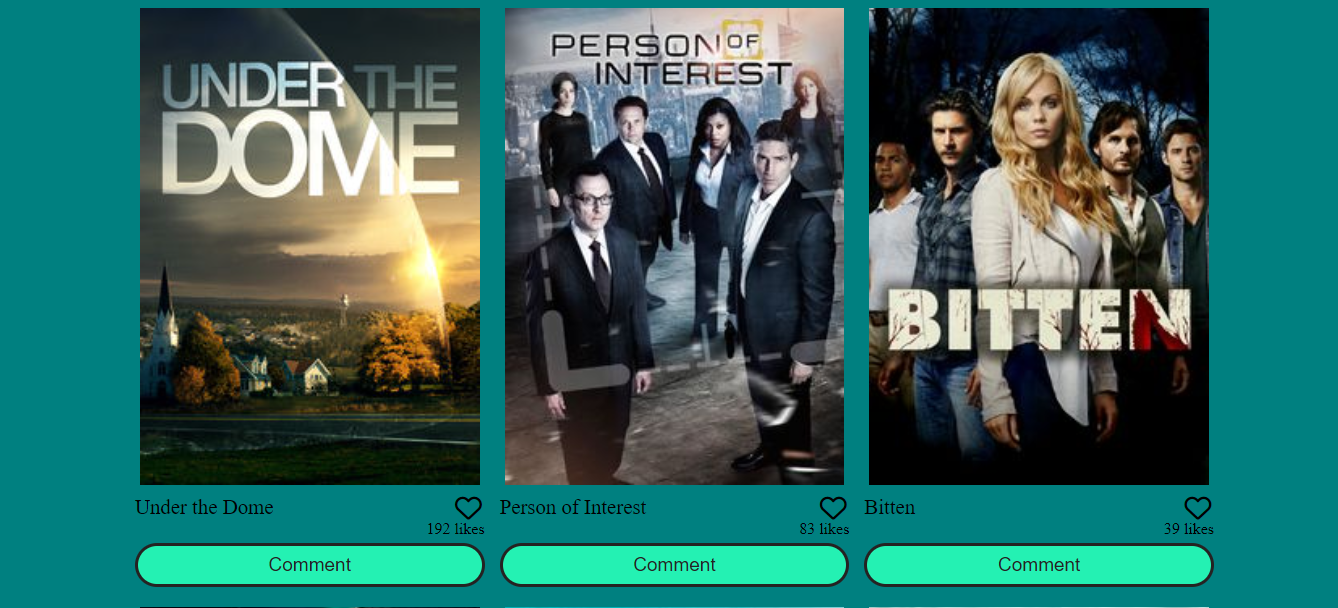 UNDER THE
DOME
PERSON OF
INTEREST
BITTEN
Under the Dome
192 likes
Comment
Person of Interest
83 likes
Comment
Bitten
39 likes
Comment